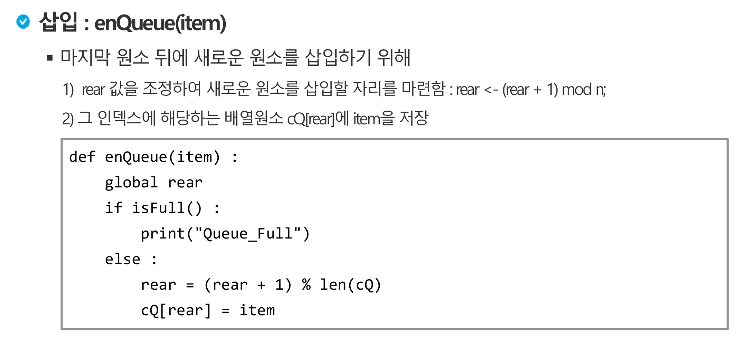 삽입 : enQueue(item)
▪ 마지막 원소 뒤에 새로운 원소를 삽입하기 위해
1) rear 값을 조정하여 새로운 원소를 삽입할 자리를 마련함 : rear <- (rear + 1) mod n;
2) 그 인덱스에 해당하는 배열원소 cQ[rear]에 item을 저장
def enQueue(item) :
    global rear
    if isFull() :
        print("Queue_Full")
    else :
        rear = (rear + 1) % len(cQ)
        cQ[rear] = item